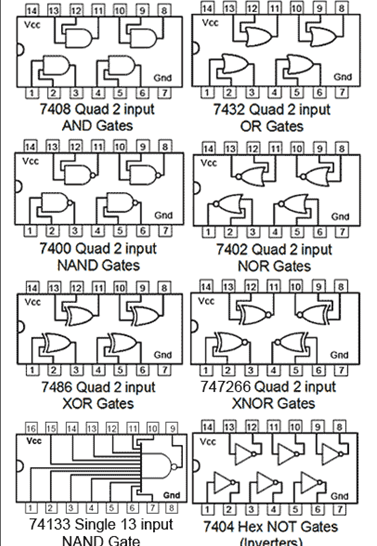 14 13 12 11 10 9 8
Vcc
Gnd
1 2 3 4 5 6 7
7408 Quad 2 input
AND Gates
14 13 12 11 10 9 8
Vcc
Gnd
1 2 3 4 5 6 7
7432 Quad 2 input
OR Gates
14 13 12 11 10 9 8
Vcc
Gnd
1 2 3 4 5 6 7
7400 Quad 2 input
NAND Gates
14 13 12 11 10 9 8
Vcc
Gnd
1 2 3 4 5 6 7
7402 Quad 2 input
NOR Gates
14 13 12 11 10 9 8
Vcc
Gnd
1 2 3 4 5 6 7
7486 Quad 2 input
XOR Gates
14 13 12 11 10 9 8
Vcc
Gnd
1 2 3 4 5 6 7
747266 Quad 2 input
XNOR Gates
16 15 14 13 12 11 10 9
Vcc
Gnd
1 2 3 4 5 6 7 8
74133 Single 13 input
NAND Gate
14 13 12 11 10 9 8
Vcc
Gnd
1 2 3 4 5 6 7
7404 Hex NOT Gates
(Inverters)